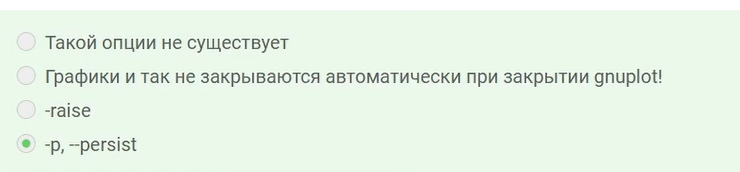 Такой опции не существует
Графики и так не закрываются автоматически при закрытии gnuplot!
-raise
-p, --persist